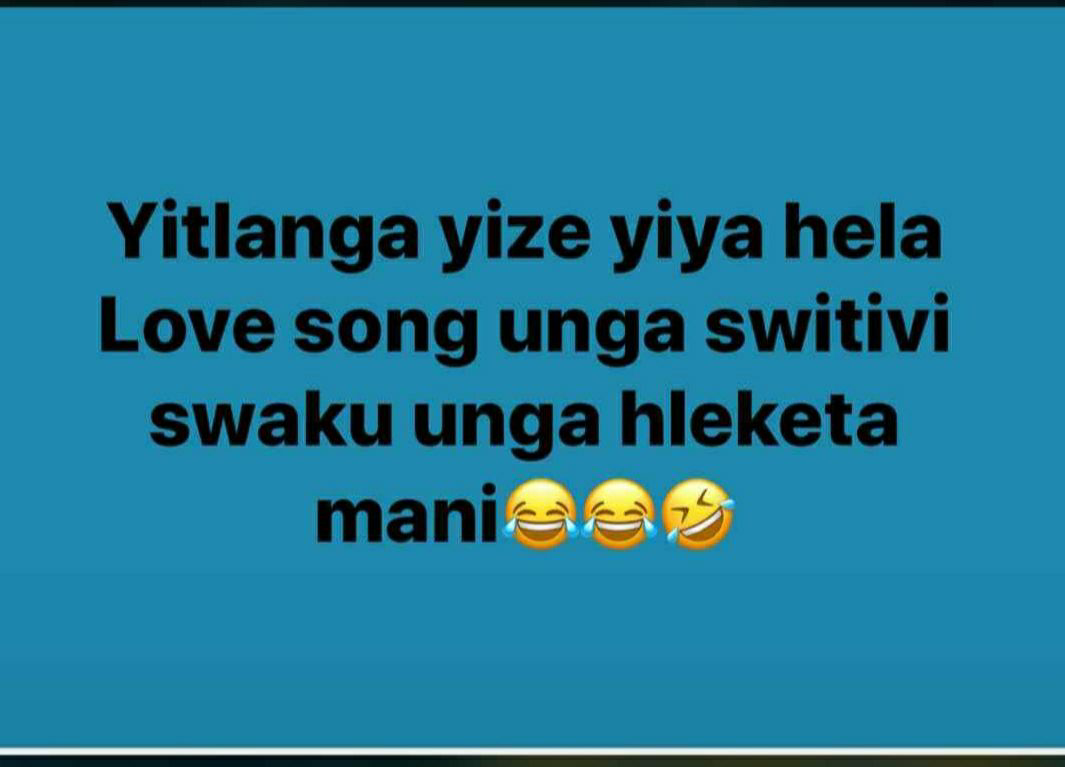 Yitlanga yize yiya hela
Love song unga switivi
swaku unga hleketa
mani😂😂🤣